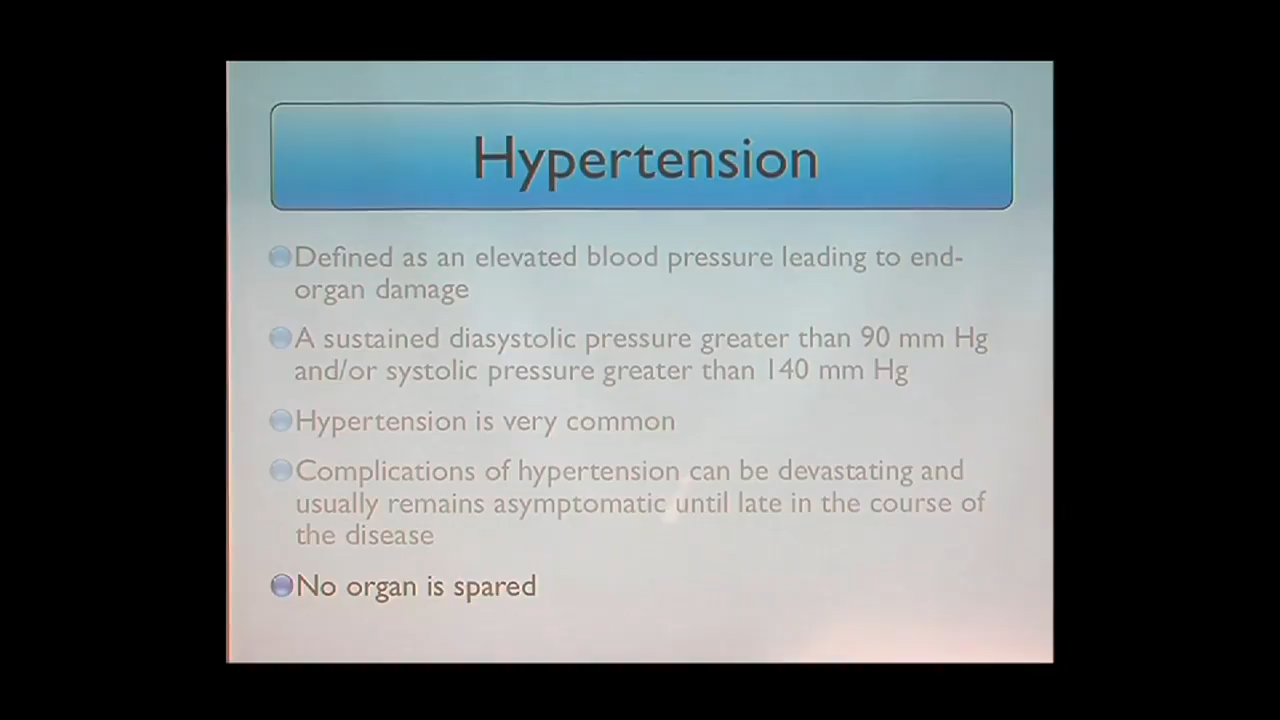 Hypertension
Defined as an elevated blood pressure leading to end-
organ damage
A sustained diasystolic pressure greater than 90 mm Hg
and/or systolic pressure greater than 140 mm Hg
Hypertension is very common
Complications of hypertension can be devastating and
usually remains asymptomatic until late in the course of
the disease
No organ is spared